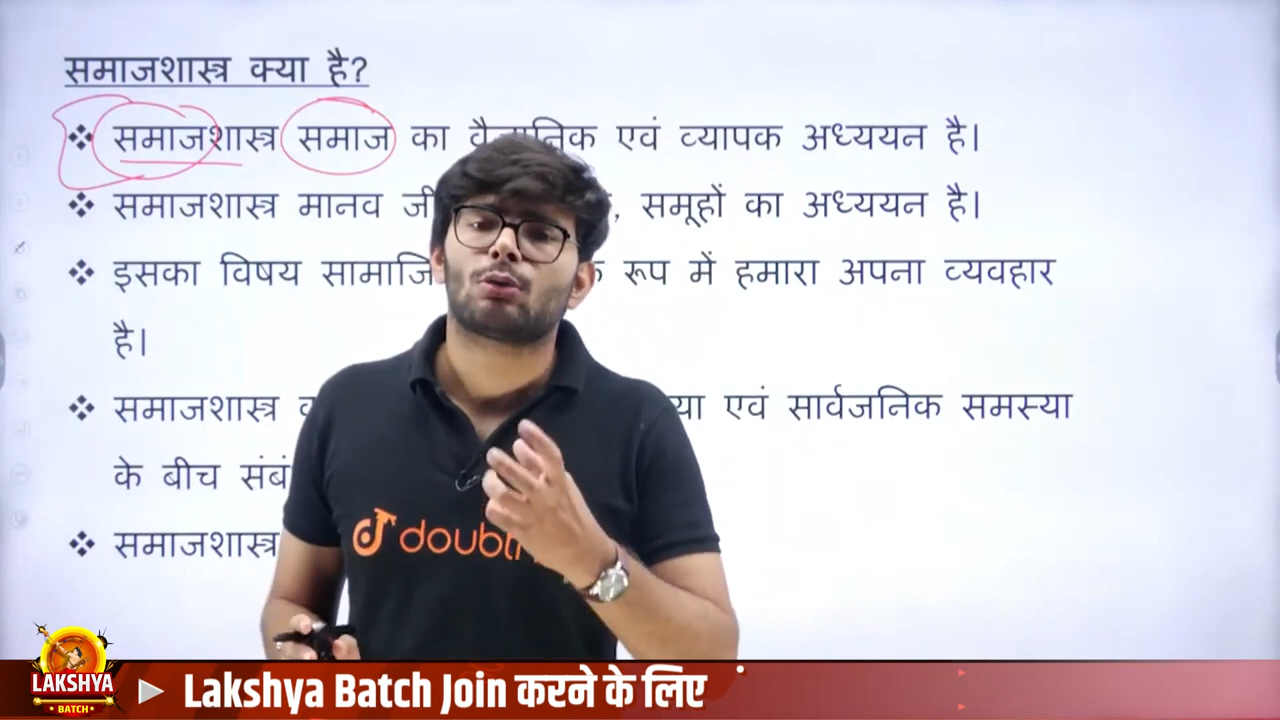 समाजशास्त्र क्या है?
❖ समाजशास्त्र समाज का एवं व्यापक अध्ययन है।
❖ समाजशास्त्र मानव समूहों का अध्ययन है।
❖ इसका विषय रूप में हमारा अपना व्यवहार
है।
❖ समाजशास्त्र एवं सार्वजनिक समस्या
के बीच
❖ समाजशास्त्र
LAKSHYA
BATCH
Lakshya Batch Join करने के लिए